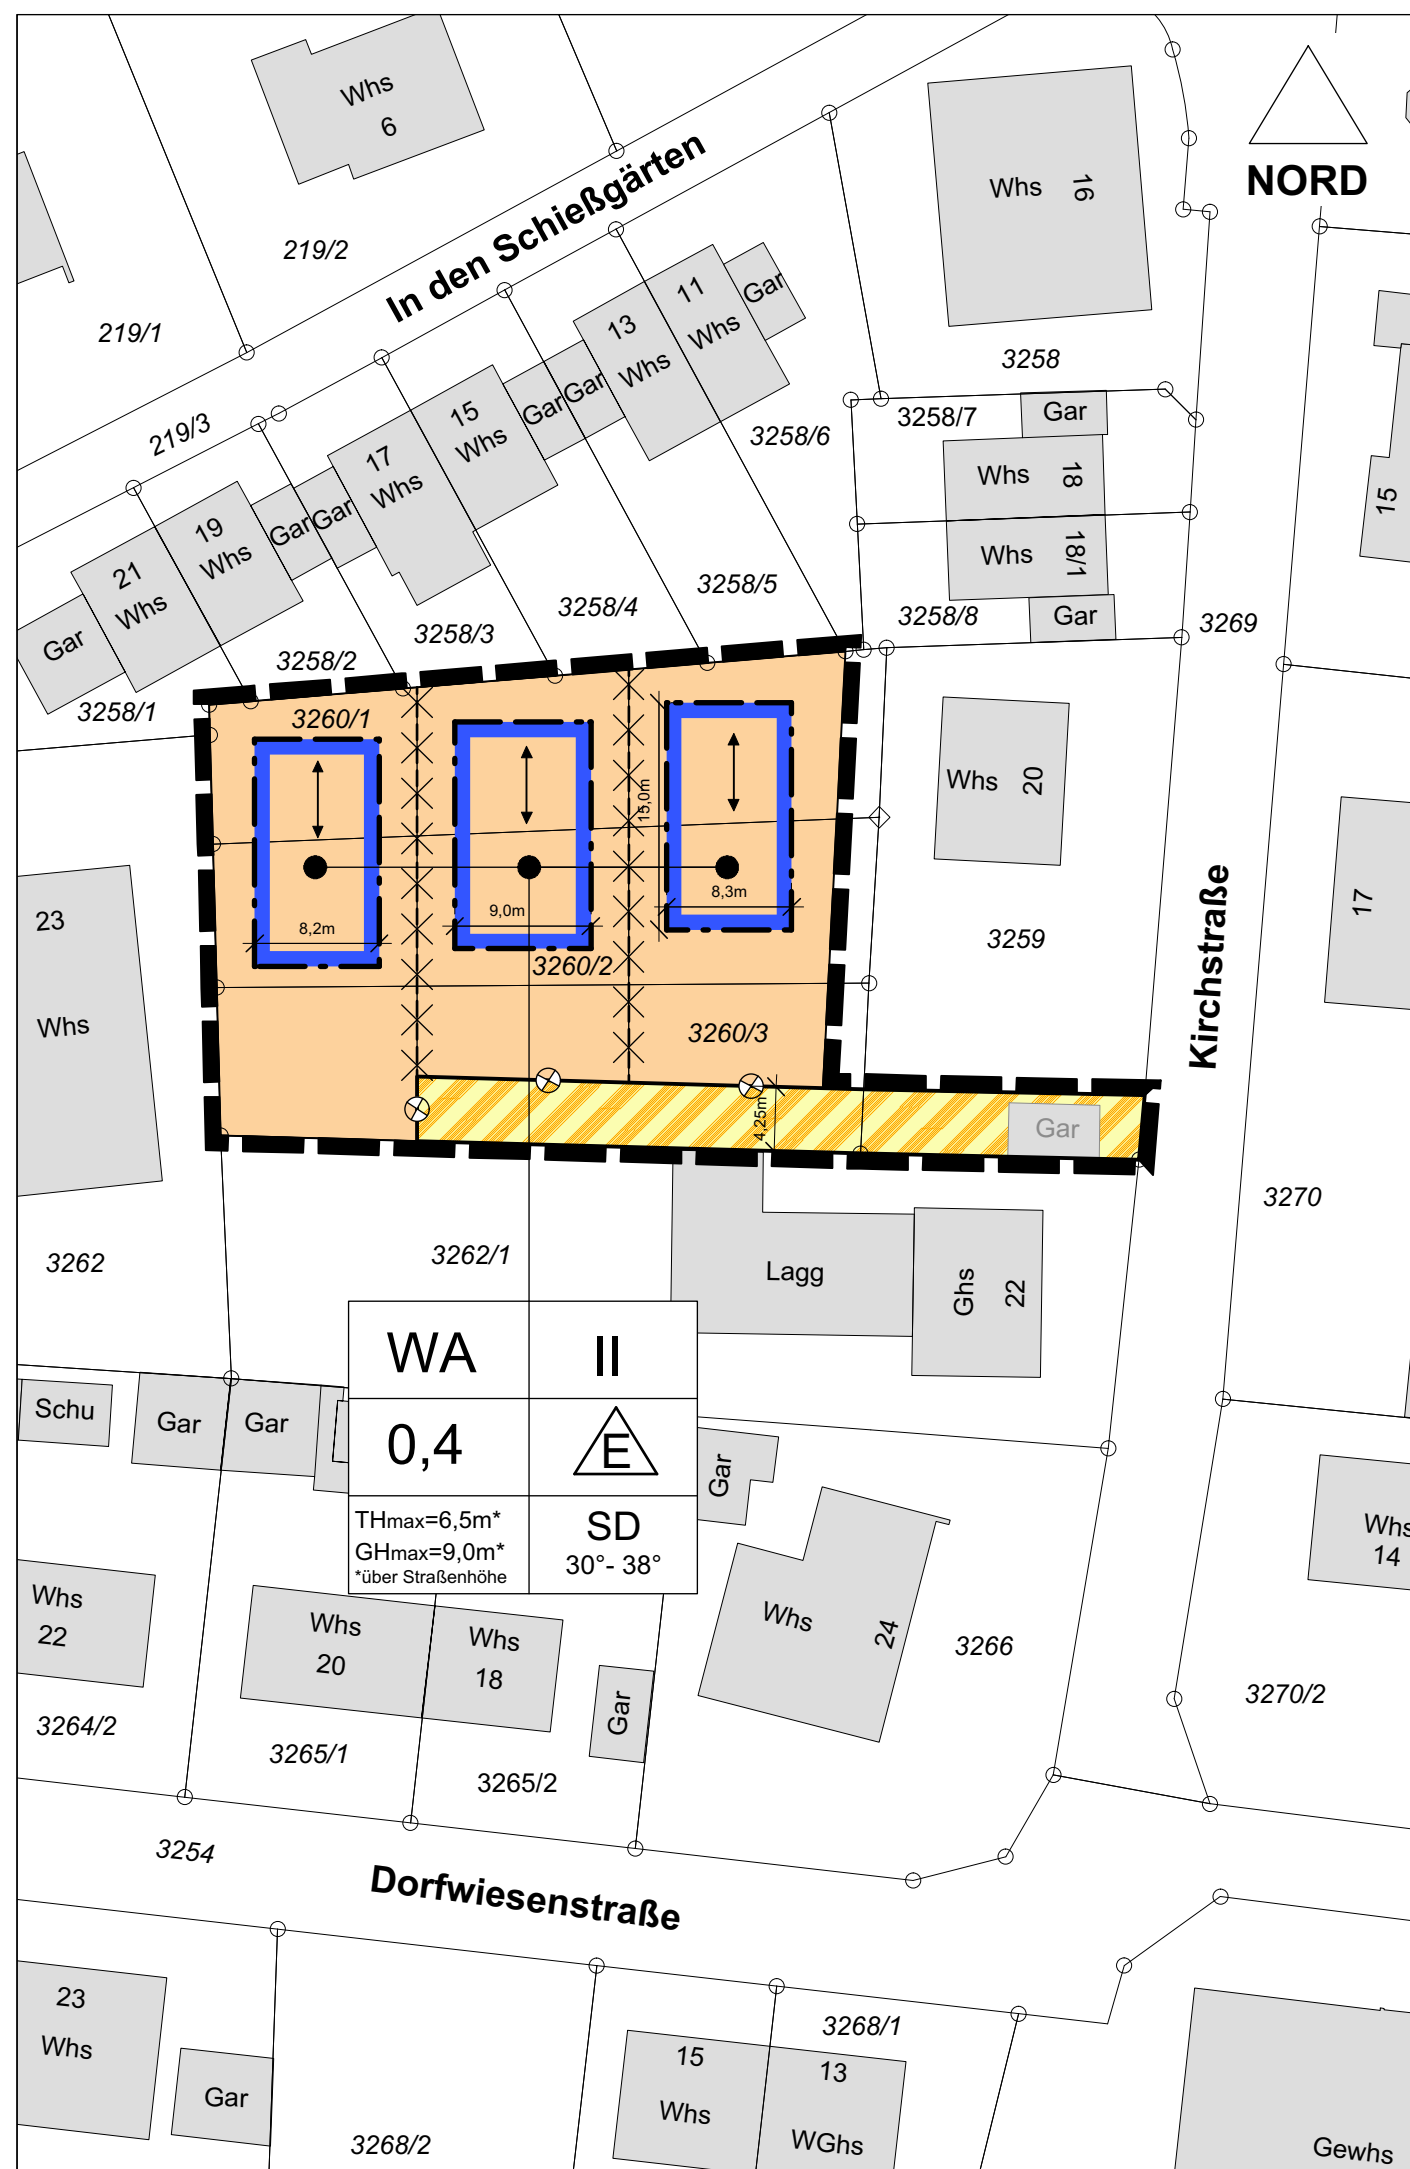 Whs
6
NORD
Whs
16
In den Schießgärten
219/2
219/1
219/3
3258
11
Whs
Gar
13
Whs
Gar
Gar
15
Whs
17
Whs
Gar
Gar
19
Whs
21
Whs
Gar
3258/6
3258/7
Gar
Whs
18
Whs
18/1
3258/8
Gar
15
3258/5
3258/4
3258/3
3258/2
3258/1
3269
3260/1
15,0m
8,2m
9,0m
8,3m
3260/2
3260/3
Whs
20
3259
Kirchstraße
17
23
Whs
4,25m
Gar
3270
3262
3262/1
Lagg
Ghs
22
WA
II
0,4
E
THmax=6,5m*
GHmax=9,0m*
*über Straßenhöhe
SD
30°- 38°
Schu
Gar
Gar
Gar
Whs
24
3266
Whs
14
3270/2
Whs
22
Whs
20
Whs
18
Gar
3264/2
3265/1
3265/2
3254
Dorfwiesenstraße
23
Whs
Gar
3268/2
15
Whs
3268/1
13
WGhs
Gewhs